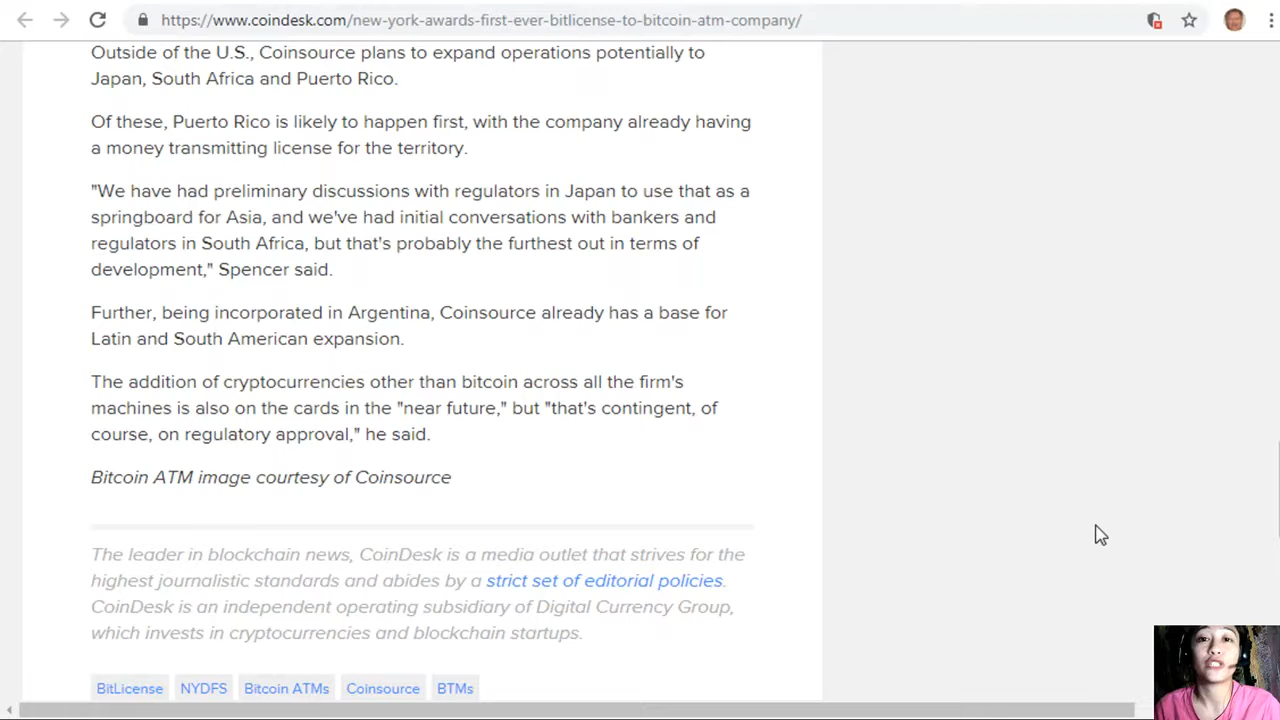 https://www.coindesk.com/new-york-awards-first-ever-bitlicense-to-bitcoin-atm-company/
Outside of the U.S., Coinsource plans to expand operations potentially to
Japan, South Africa and Puerto Rico.
Of these, Puerto Rico is likely to happen first, with the company already having
a money transmitting license for the territory.
"We have had preliminary discussions with regulators in Japan to use that as a
springboard for Asia, and we've had initial conversations with bankers and
regulators in South Africa, but that's probably the furthest out in terms of
development," Spencer said.
Further, being incorporated in Argentina, Coinsource already has a base for
Latin and South American expansion.
The addition of cryptocurrencies other than bitcoin across all the firm's
machines is also on the cards in the "near future," but "that's contingent, of
course, on regulatory approval," he said.
Bitcoin ATM image courtesy of Coinsource
The leader in blockchain news, CoinDesk is a media outlet that strives for the
highest journalistic standards and abides by a strict set of editorial policies.
CoinDesk is an independent operating subsidiary of Digital Currency Group,
which invests in cryptocurrencies and blockchain startups.
BitLicense NYDFS Bitcoin ATMs Coinsource BTMs